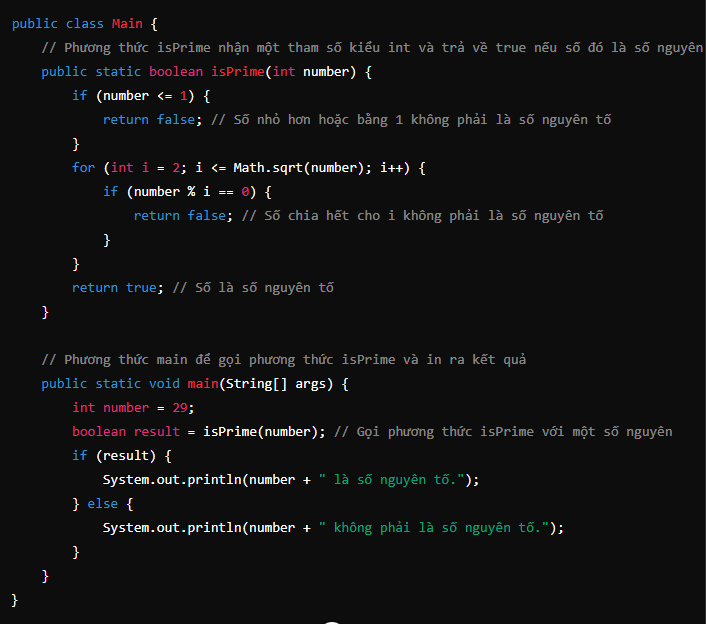 public class Main {
// Phương thức isPrime nhận một tham số kiểu int và trả về true nếu số đó là số nguyên
public static boolean isPrime(int number) {
if (number <= 1) {
return false; // Số nhỏ hơn hoặc bằng 1 không phải là số nguyên tố
}
for (int i = 2; i <= Math.sqrt(number); i++) {
if (number % i == 0) {
return false; // Số chia hết cho i không phải là số nguyên tố
}
}
return true; // Số là số nguyên tố
}
// Phương thức main để gọi phương thức isPrime và in ra kết quả
public static void main(String[] args) {
int number = 29;
boolean result = isPrime(number); // Gọi phương thức isPrime với một số nguyên
if (result) {
System.out.println(number + " là số nguyên tố.");
} else {
System.out.println(number + " không phải là số nguyên tố.");
}
}
}